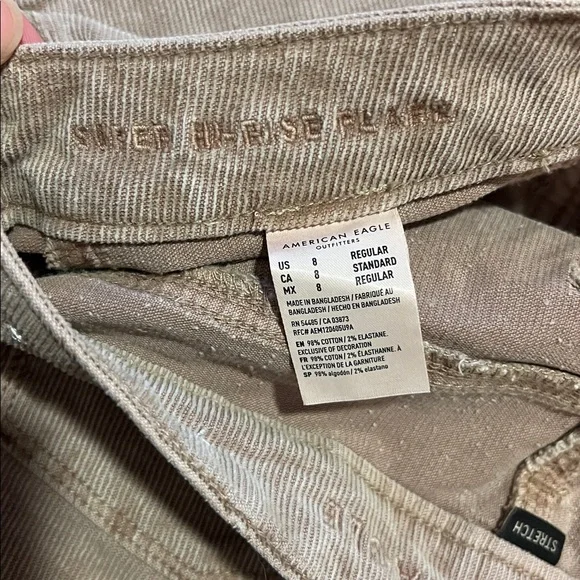 SUPER HI-RISE FLARE
AMERICAN EAGLE
OUTFITTERS
US 8 REGULAR
CA 8 STANDARD
MX 8 REGULAR
MADE IN BANGLADESH / FABRIQUÉ AU
BANGLADESH / HECHO EN BANGLADESH
RN 54485 / CA 03873
RFC# AEM120605U9A
EN 98% COTTON / 2% ELASTANE.
EXCLUSIVE OF DECORATION
FR 98% COTON / 2% ÉLASTHANNE. À
L'EXCEPTION DE LA GARNITURE
SP 98% algodón / 2% elastano
STRETCH